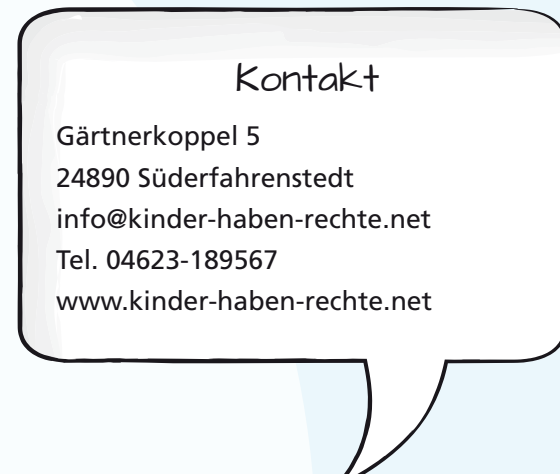 Kontakt
Gärtnerkoppel 5
24890 Süderfahrenstedt
info@kinder-haben-rechte.net
Tel. 04623-189567
www.kinder-haben-rechte.net